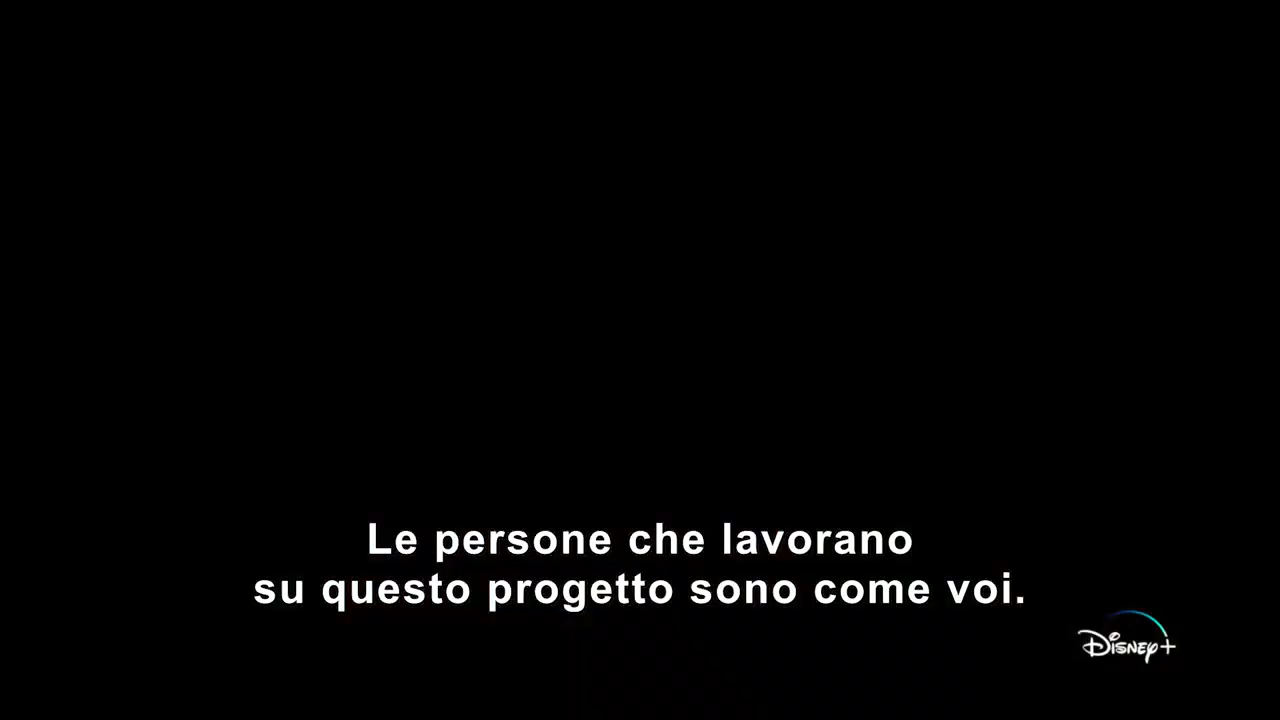 Le persone che lavorano
su questo progetto sono come voi.
Disney+